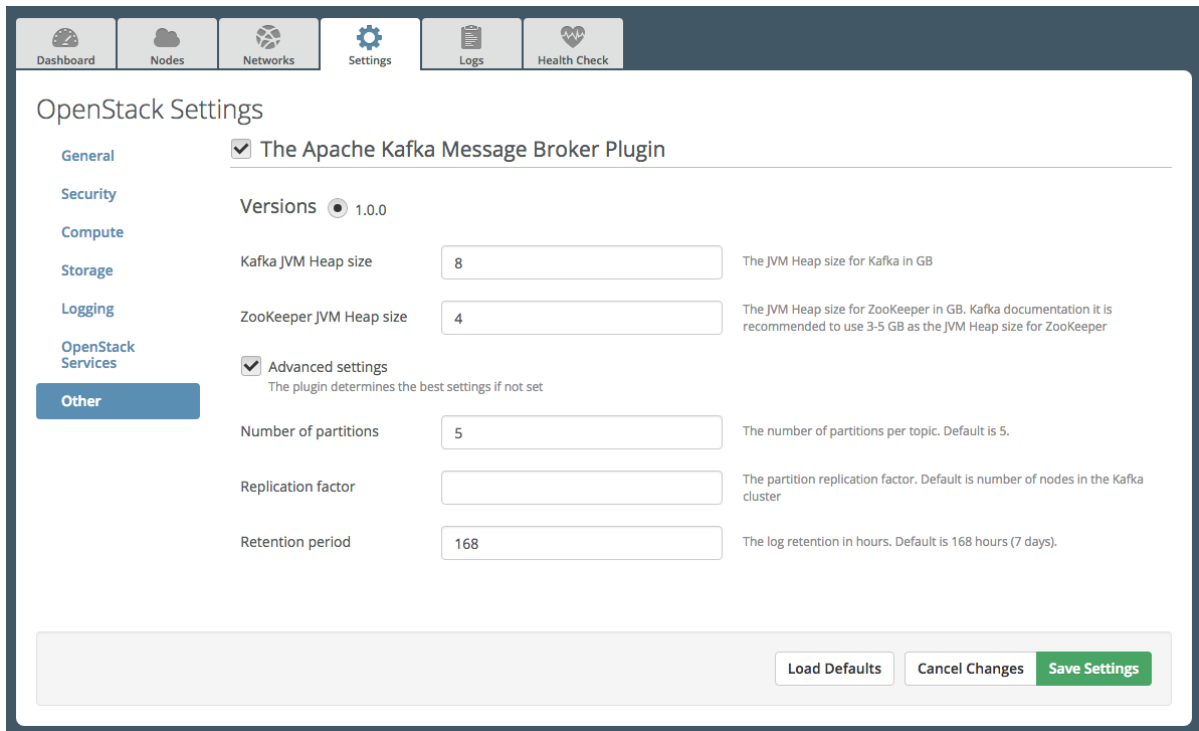 Dashboard
Nodes
Networks
Settings
Logs
Health Check
OpenStack Settings
General
Security
Compute
Storage
Logging
OpenStack
Services
Other
The Apache Kafka Message Broker Plugin
Versions 1.0.0
Kafka JVM Heap size 8 The JVM Heap size for Kafka in GB
ZooKeeper JVM Heap size 4 The JVM Heap size for ZooKeeper in GB. Kafka documentation it is
recommended to use 3-5 GB as the JVM Heap size for ZooKeeper
Advanced settings
The plugin determines the best settings if not set
Number of partitions 5 The number of partitions per topic. Default is 5.
Replication factor The partition replication factor. Default is number of nodes in the Kafka
cluster
Retention period 168 The log retention in hours. Default is 168 hours (7 days).
Load Defaults
Cancel Changes
Save Settings